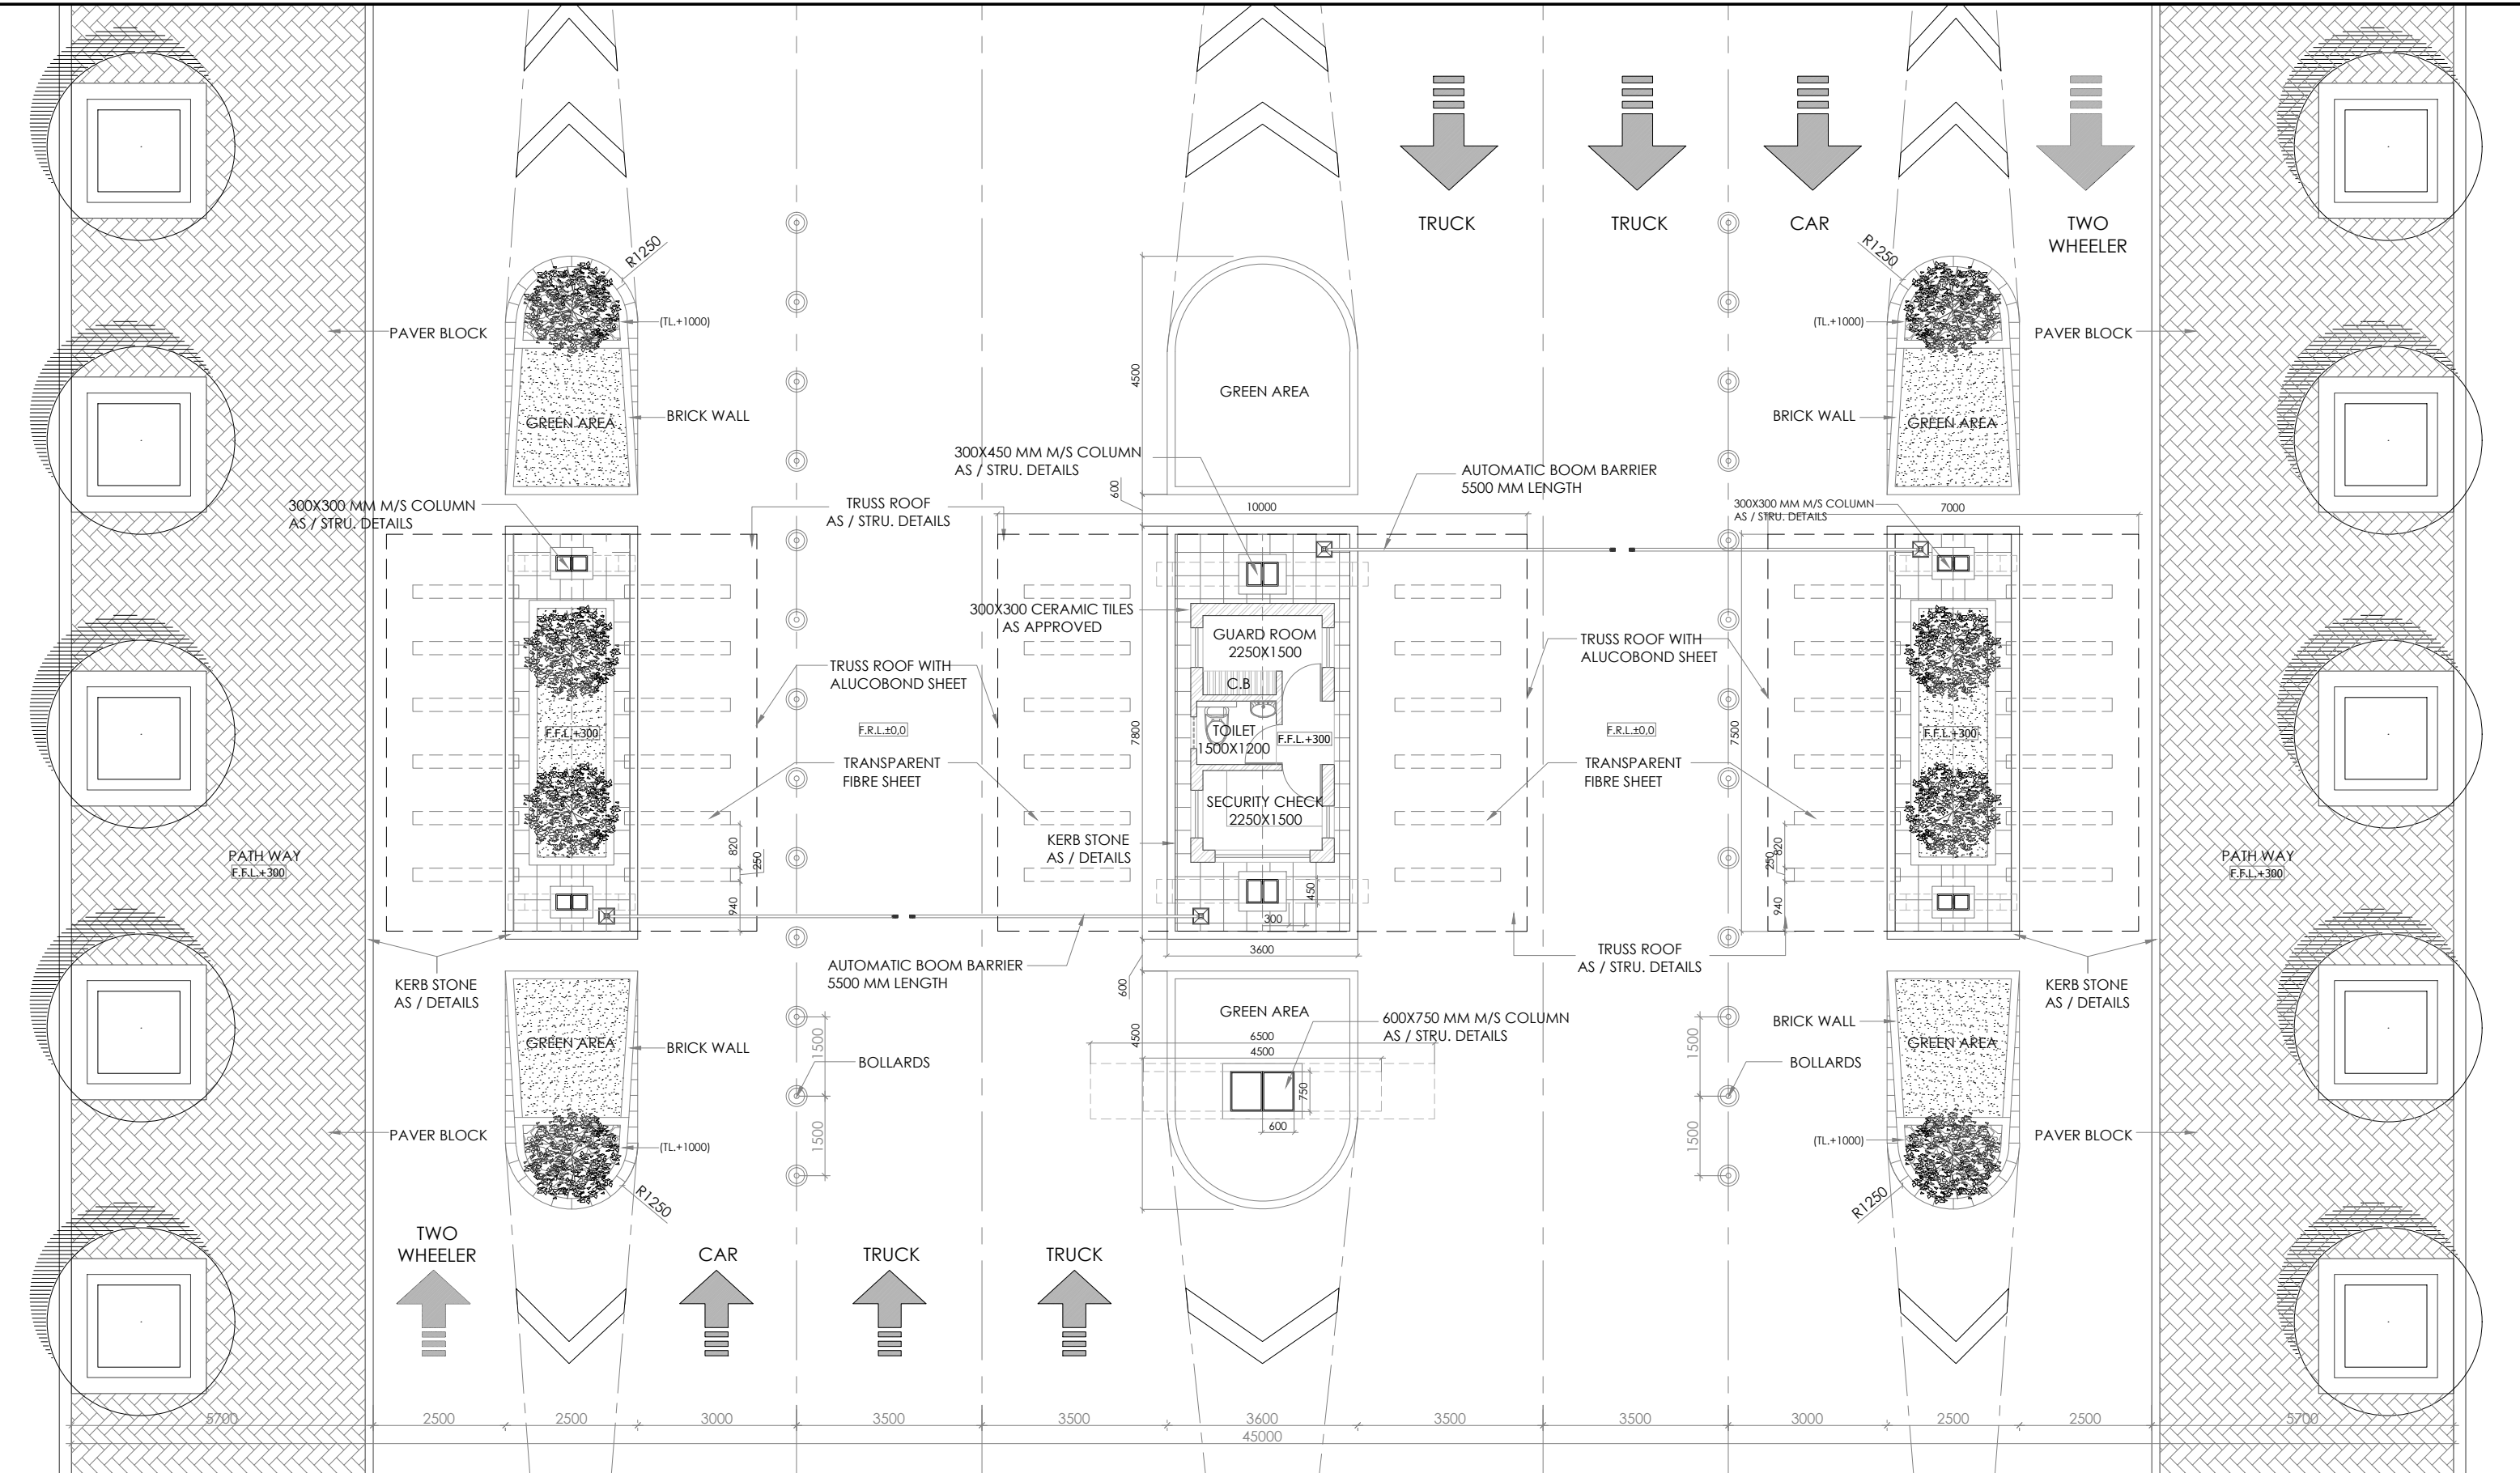 TRUCK
TRUCK
CAR
TWO
WHEELER
R1250
R1250
(TL.+1000)
(TL.+1000)
PAVER BLOCK
PAVER BLOCK
4500
GREEN AREA
BRICK WALL
BRICK WALL
GREEN AREA
GREEN AREA
300X450 MM M/S COLUMN
AS / STRU. DETAILS
AUTOMATIC BOOM BARRIER
5500 MM LENGTH
600
300X300 MM M/S COLUMN
AS / STRU. DETAILS
TRUSS ROOF
AS / STRU. DETAILS
10000
300X300 MM M/S COLUMN
AS / STRU. DETAILS
7000
300X300 CERAMIC TILES
AS APPROVED
GUARD ROOM
2250X1500
TRUSS ROOF WITH
ALUCOBOND SHEET
TRUSS ROOF WITH
ALUCOBOND SHEET
C.B
F.F.L.+300
F.R.L.±0,0
7800
TOILET
1500X1200
F.F.L.+300
F.R.L.±0,0
7500
F.F.L.+300
TRANSPARENT
FIBRE SHEET
TRANSPARENT
FIBRE SHEET
SECURITY CHECK
2250X1500
KERB STONE
AS / DETAILS
PATH WAY
F.F.L.+300
820
250
940
250
820
940
PATH WAY
F.F.L.+300
450
300
3600
TRUSS ROOF
AS / STRU. DETAILS
AUTOMATIC BOOM BARRIER
5500 MM LENGTH
KERB STONE
AS / DETAILS
600
KERB STONE
AS / DETAILS
GREEN AREA
600X750 MM M/S COLUMN
AS / STRU. DETAILS
6500
4500
4500
750
600
GREEN AREA
BRICK WALL
1500
1500
BOLLARDS
1500
1500
BRICK WALL
BOLLARDS
GREEN AREA
PAVER BLOCK
(TL.+1000)
R1250
(TL.+1000)
R1250
PAVER BLOCK
TWO
WHEELER
CAR
TRUCK
TRUCK
5700
2500
2500
3000
3500
3500
3600
3500
3500
3000
2500
2500
5700
45000